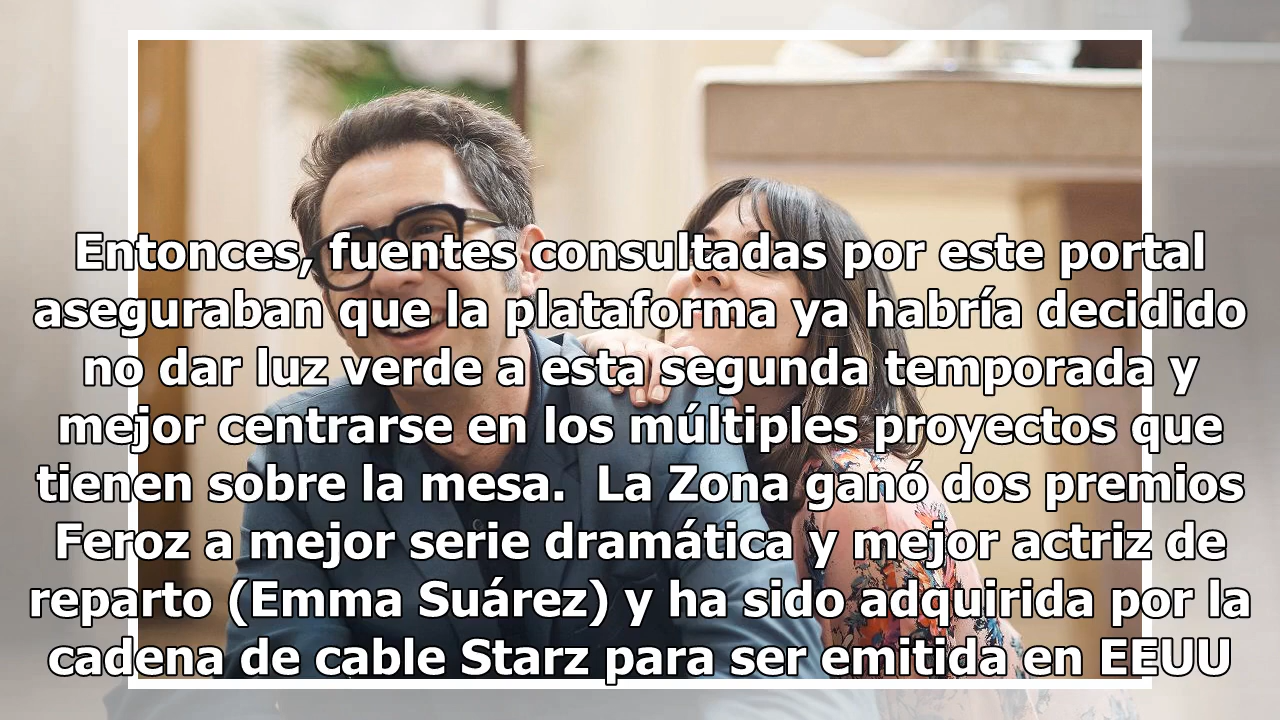 Entonces, fuentes consultadas por este portal
aseguraban que la plataforma ya habría decidido
no dar luz verde a esta segunda temporada y
mejor centrarse en los múltiples proyectos que
tienen sobre la mesa.  La Zona ganó dos premios
Feroz a mejor serie dramática y mejor actriz de
reparto (Emma Suárez) y ha sido adquirida por la
cadena de cable Starz para ser emitida en EEUU